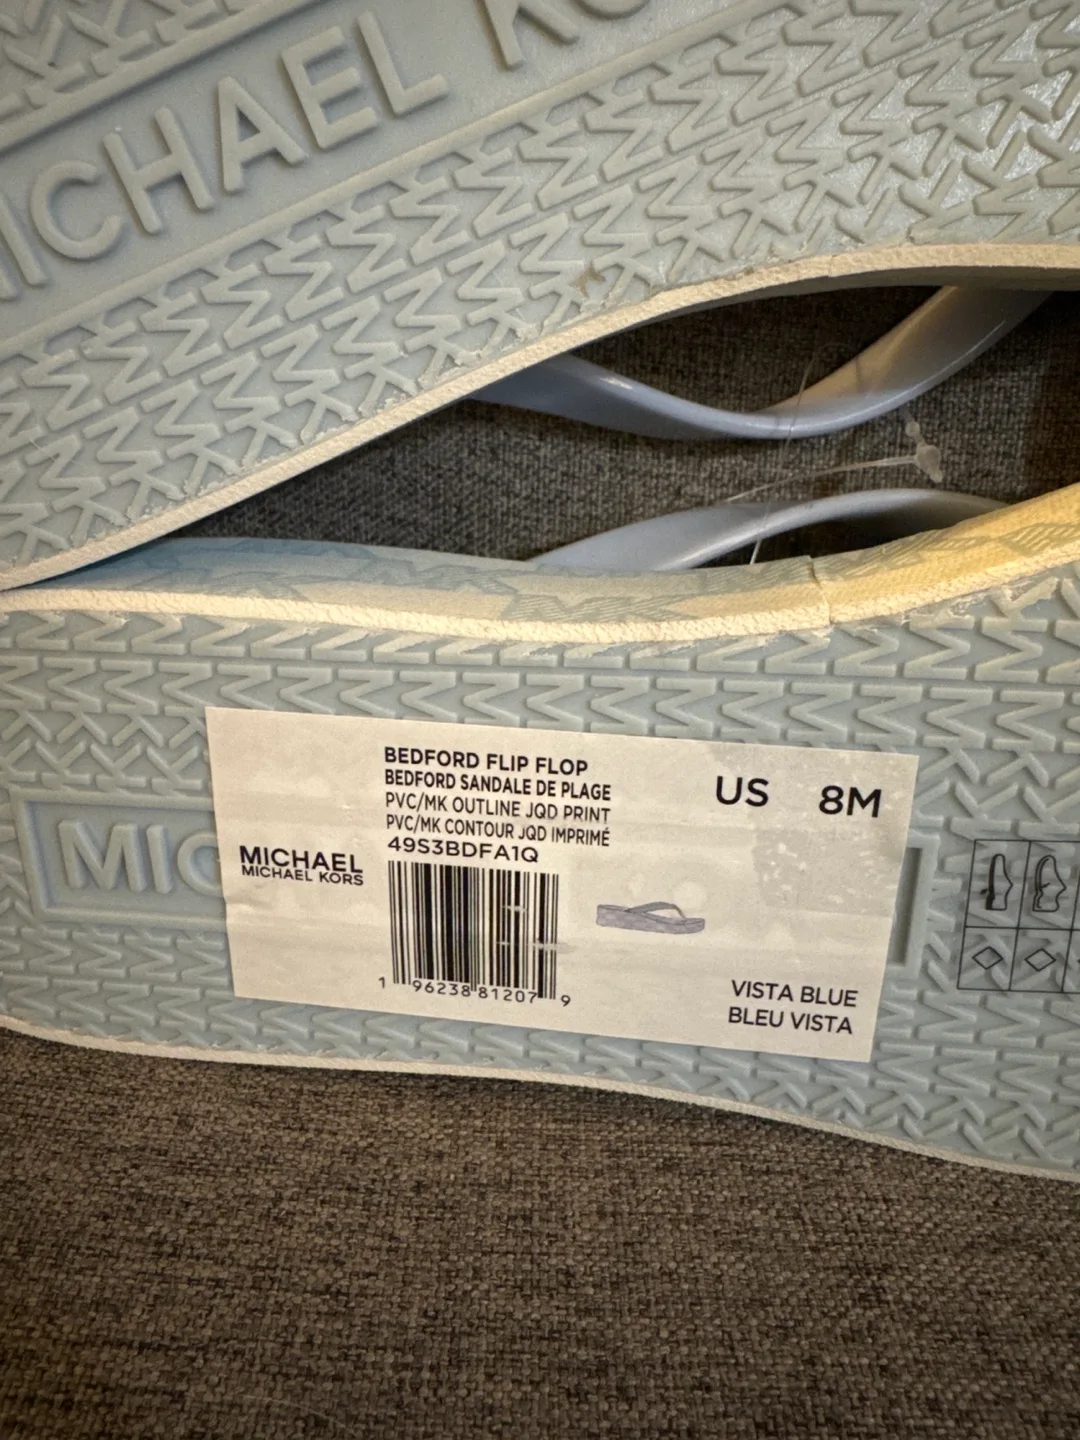 MICHAEL KO
BEDFORD FLIP FLOP
BEDFORD SANDALE DE PLAGE
PVC/MK OUTLINE JQD PRINT
PVC/MK CONTOUR JQD IMPRIMÉ
49S3BDFA1Q
US 8M
MICHAEL
MICHAEL KORS
1 96238 81207 9
VISTA BLUE
BLEU VISTA
MIC